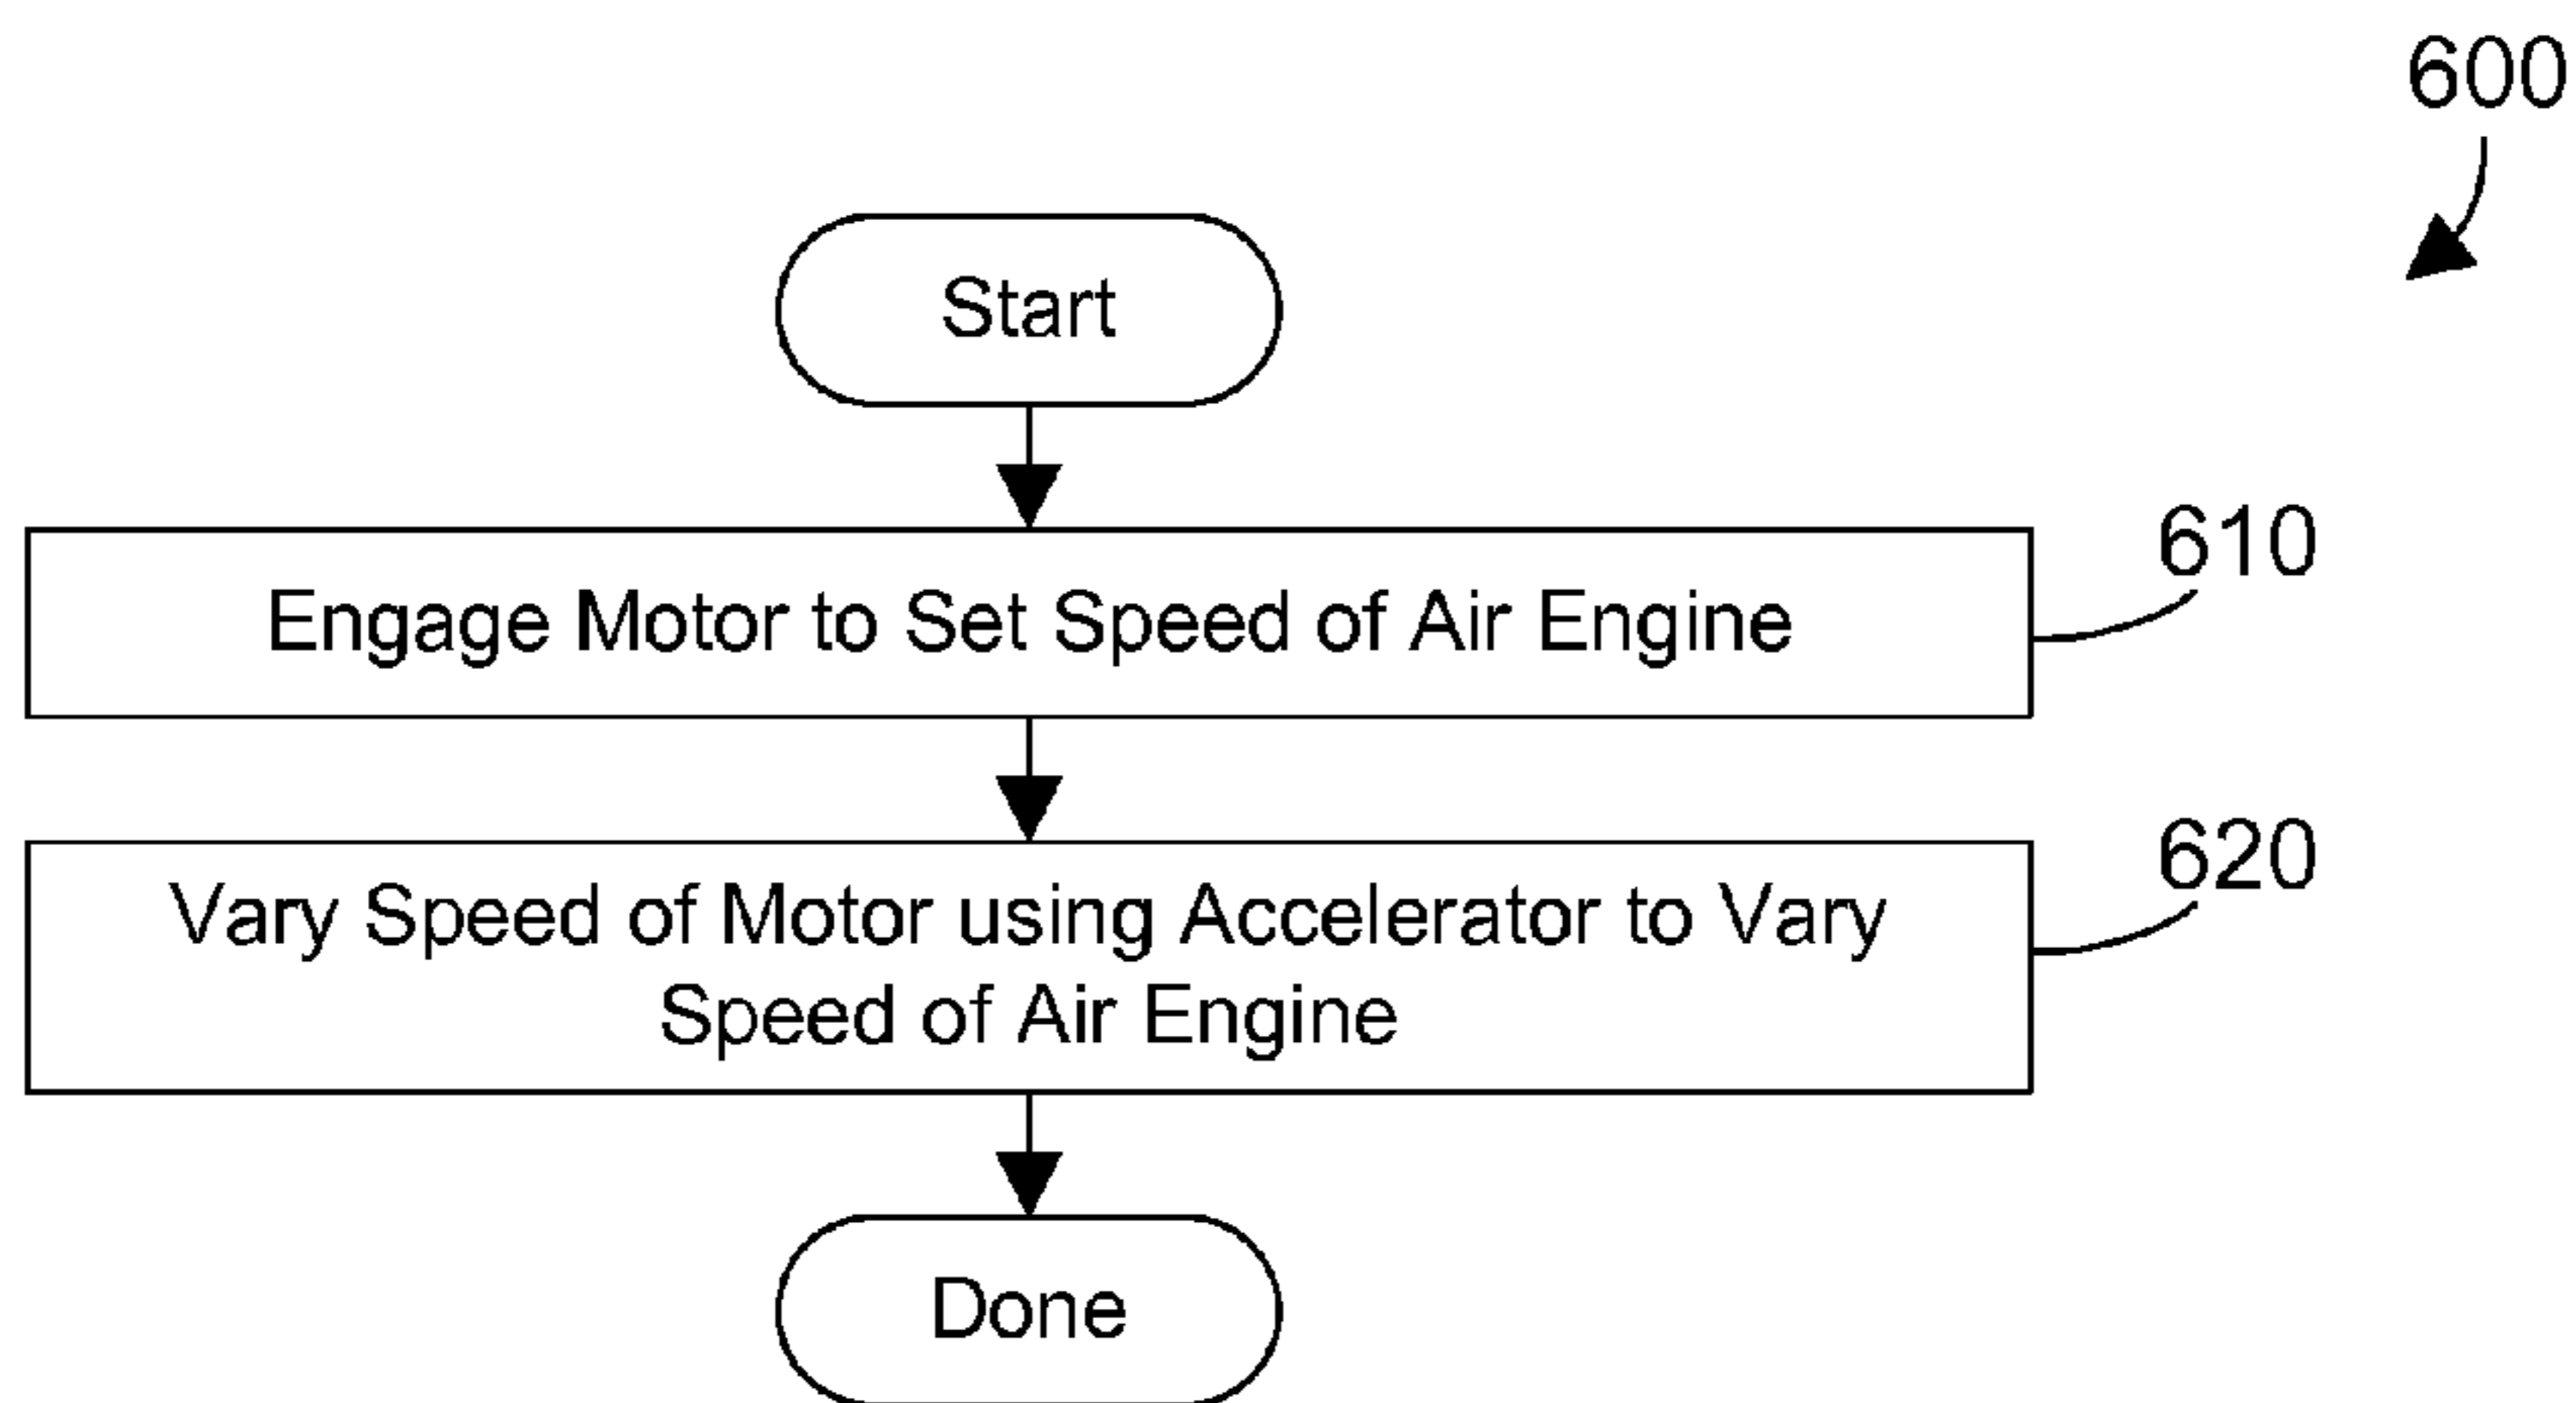 600
Start
610
Engage Motor to Set Speed of Air Engine
620
Vary Speed of Motor using Accelerator to Vary
Speed of Air Engine
Done